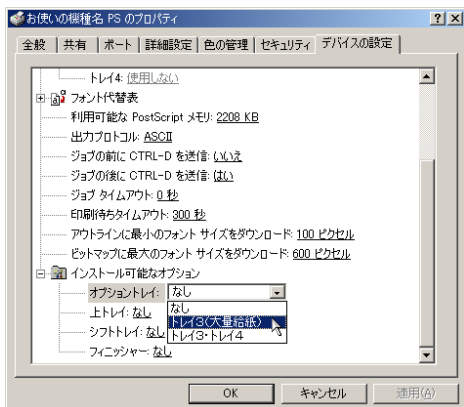 お使いの機種名 PS のプロパティ
全般 共有 ポート 詳細設定 色の管理 セキュリティ デバイスの設定
トレイ4: 使用しない
フォント代替表
利用可能な PostScript メモリ: 2208 KB
出力プロトコル: ASCII
ジョブの前に CTRL-D を送信: いいえ
ジョブの後に CTRL-D を送信: はい
ジョブ タイムアウト: 0 秒
印刷待ちタイムアウト: 300 秒
アウトラインに最小のフォント サイズをダウンロード: 100 ピクセル
ビットマップに最大のフォント サイズをダウンロード: 600 ピクセル
インストール可能なオプション
オプショントレイ: なし
なし
上トレイ: なし
トレイ3(大量給紙)
シフトトレイ: なし
トレイ3・トレイ4
フィニッシャー: なし
OK キャンセル 適用(A)